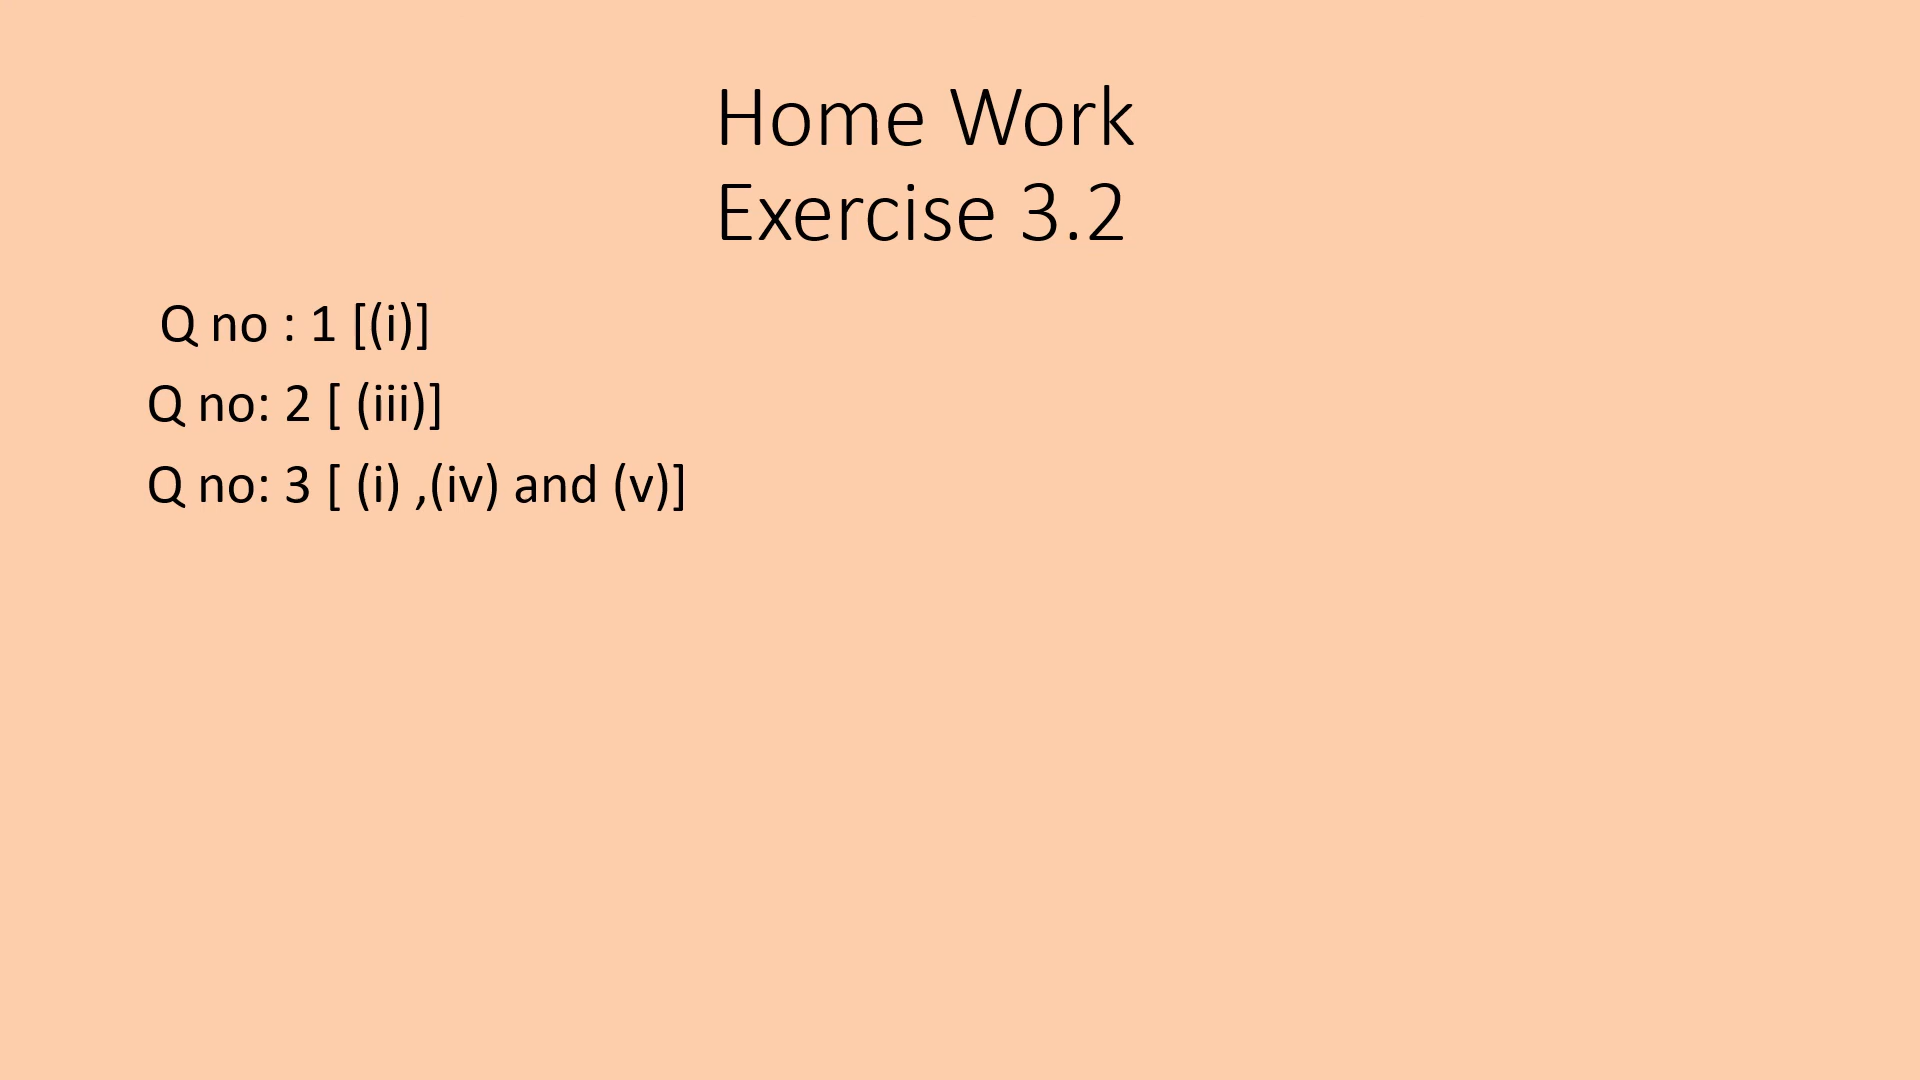 Home Work
Exercise 3.2
Q no : 1 [(i)]
Q no: 2 [ (iii)]
Q no: 3 [ (i) ,(iv) and (v)]